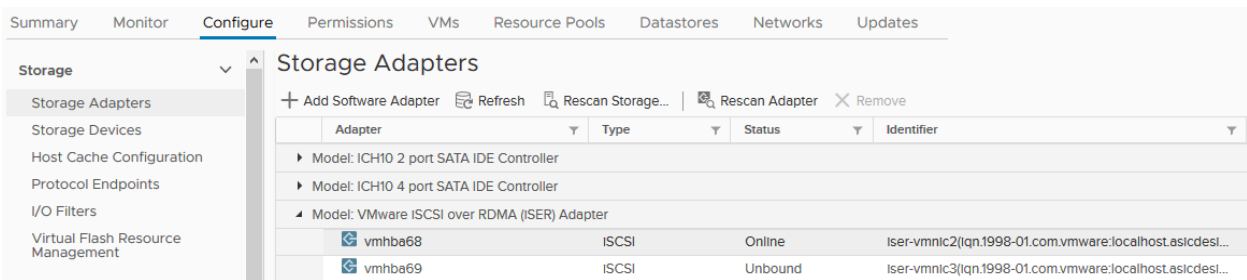 Summary Monitor Configure Permissions VMs Resource Pools Datastores Networks Updates
Storage
Storage Adapters
Storage Devices
Host Cache Configuration
Protocol Endpoints
I/O Filters
Virtual Flash Resource
Management
Storage Adapters
Add Software Adapter Refresh Rescan Storage... Rescan Adapter Remove
Adapter Type Status Identifier
Model: ICH10 2 port SATA IDE Controller
Model: ICH10 4 port SATA IDE Controller
Model: VMware iSCSI over RDMA (iSER) Adapter
vmhba68 iSCSI Online iser-vmnic2(iqn.1998-01.com.vmware:localhost.asicdesi...
vmhba69 iSCSI Unbound iser-vmnic3(iqn.1998-01.com.vmware:localhost.asicdesi...